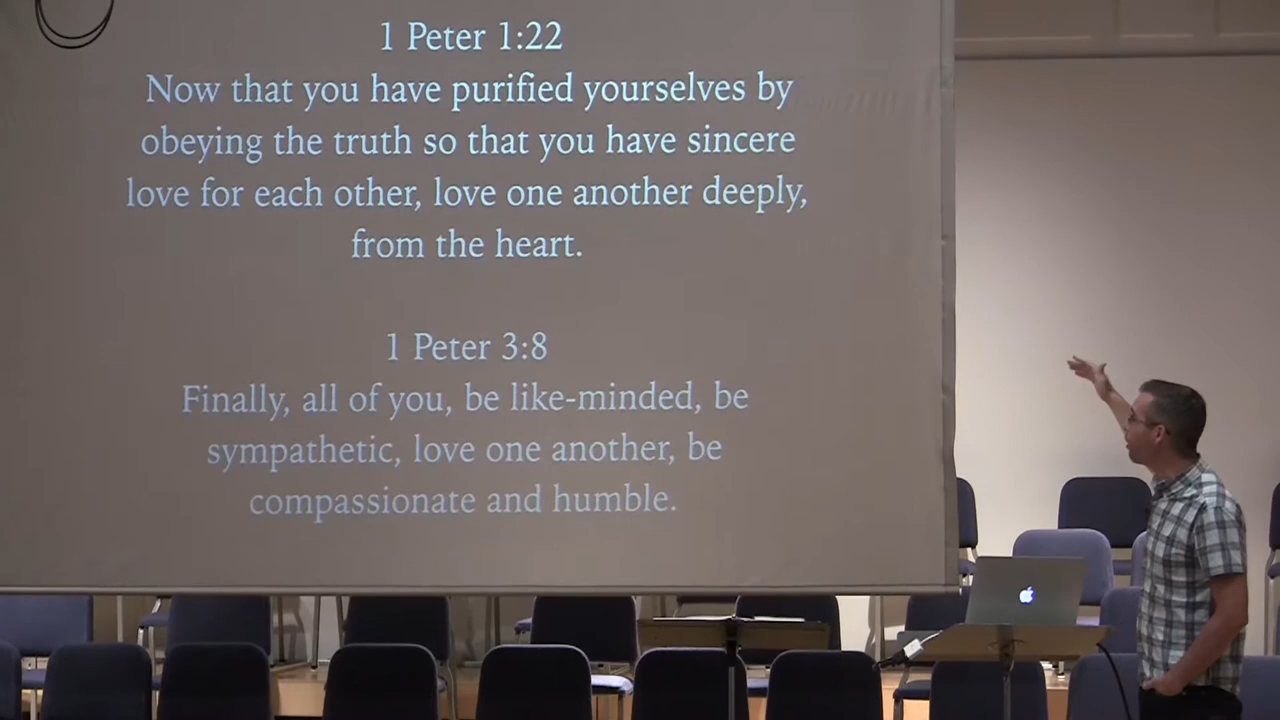 1 Peter 1:22
Now that you have purified yourselves by
obeying the truth so that you have sincere
love for each other, love one another deeply,
from the heart.
1 Peter 3:8
Finally, all of you, be like-minded, be
sympathetic, love one another, be
compassionate and humble.